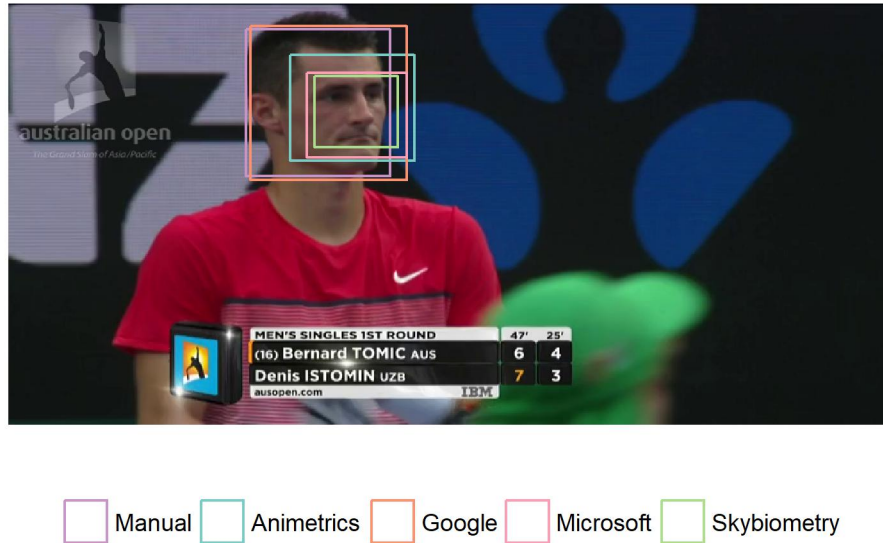 australian open
The Grand Slam of Asia/Pacific
MEN'S SINGLES 1ST ROUND 47' 25'
(16) Bernard TOMIC AUS 6 4
Denis ISTOMIN UZB 7 3
ausopen.com IBM
Manual Animetrics Google Microsoft Skybiometry